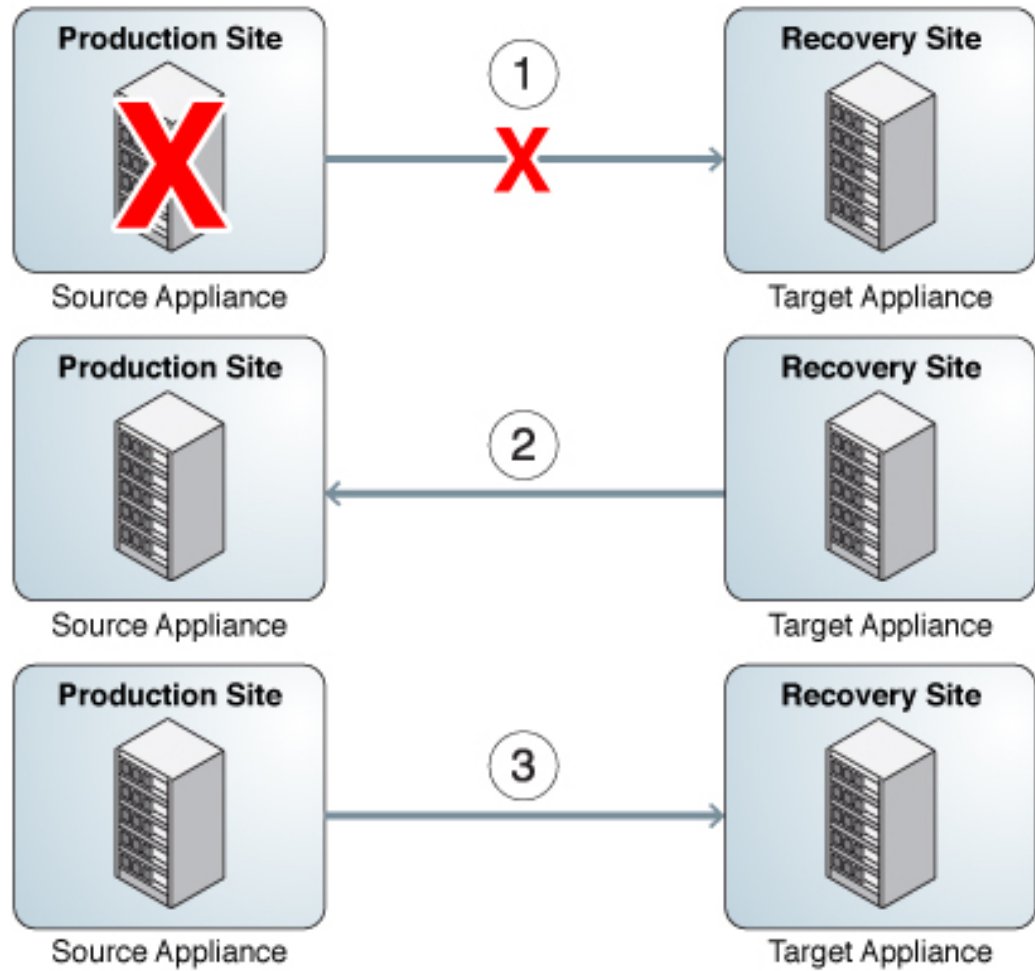 Production Site
1
Recovery Site
Source Appliance
Target Appliance
Production Site
2
Recovery Site
Source Appliance
Target Appliance
Production Site
3
Recovery Site
Source Appliance
Target Appliance